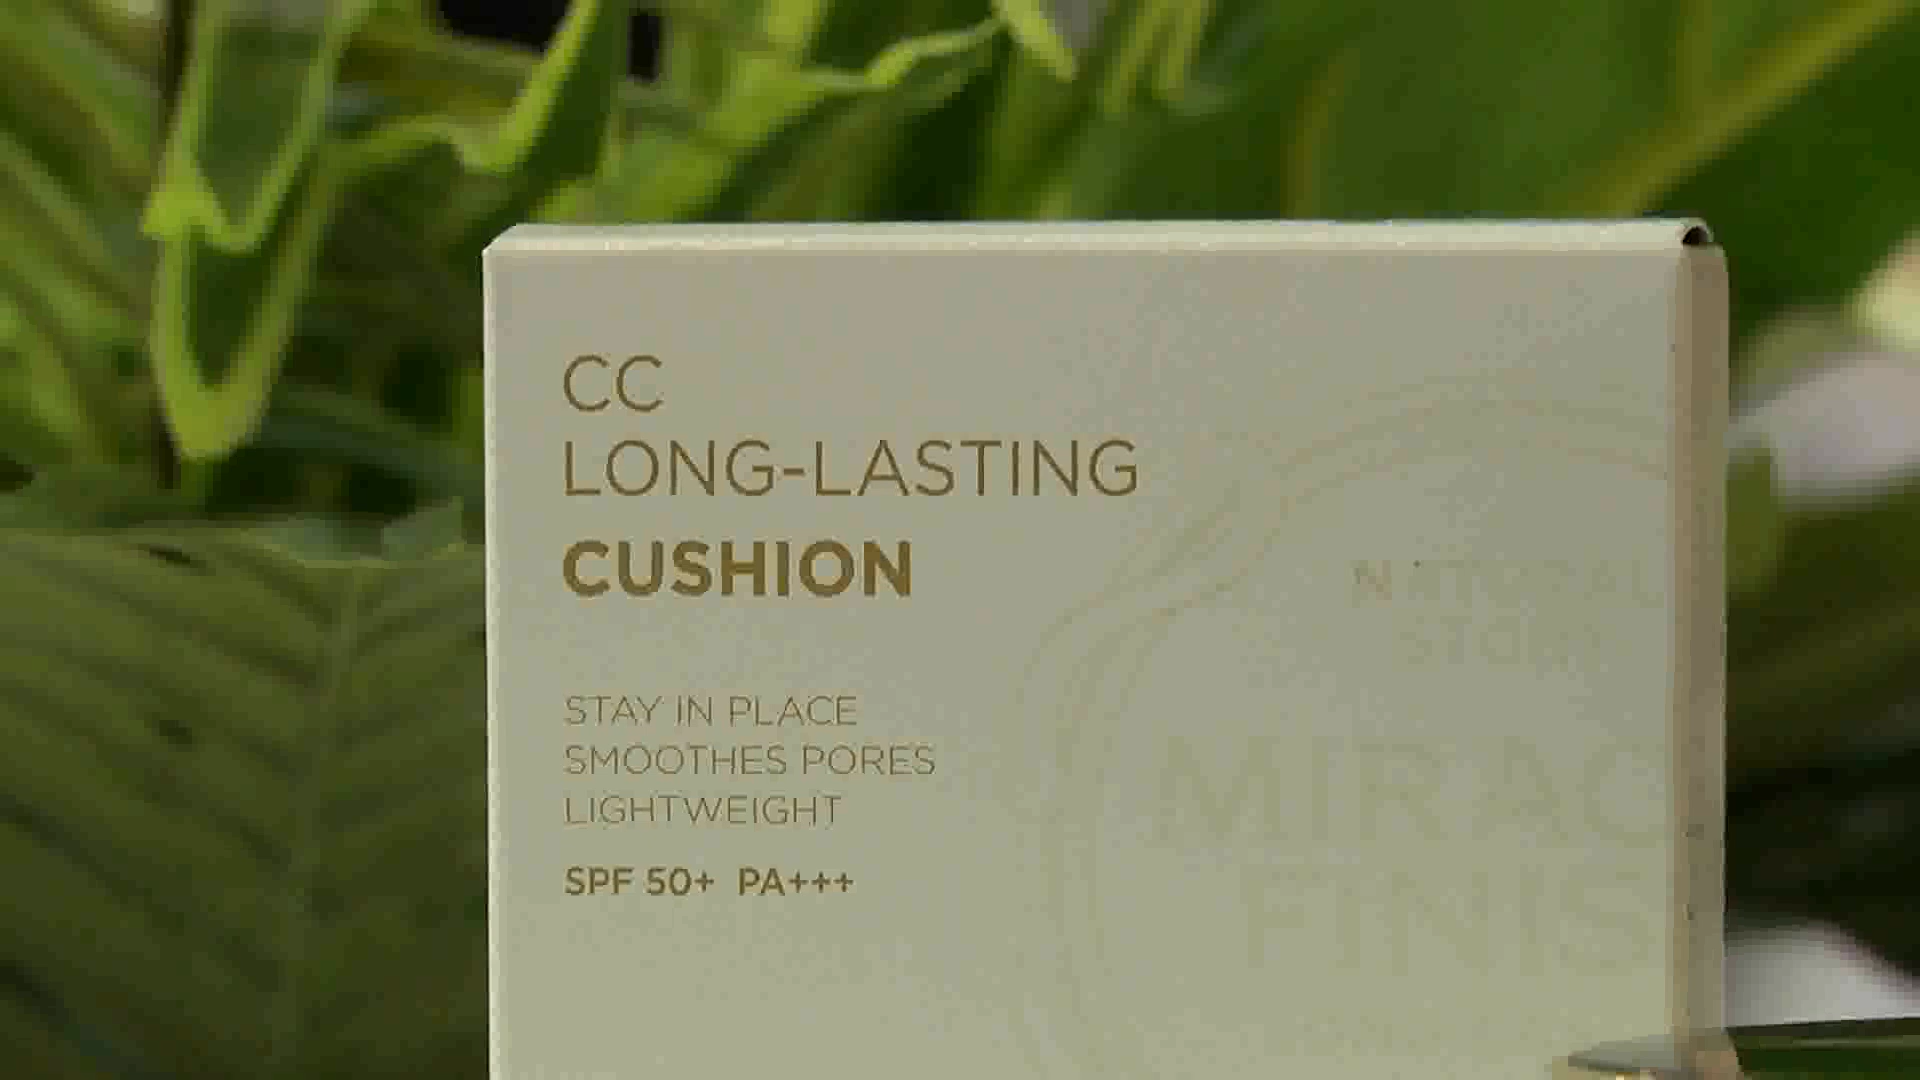 CC
LONG-LASTING
CUSHION
STAY IN PLACE
SMOOTHES PORES
LIGHTWEIGHT
SPF 50+ PA+++